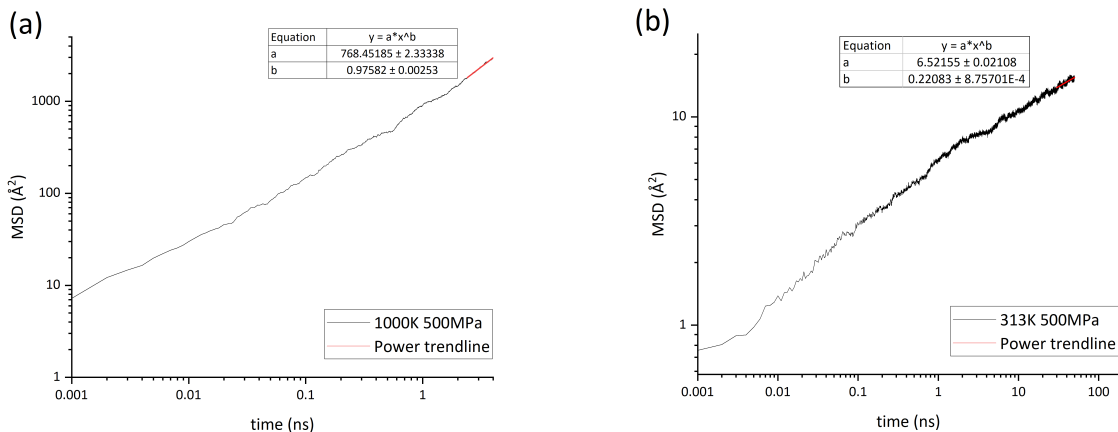 (a)
Equation y = a*x^b
a 768.45185 ± 2.33338
b 0.97582 ± 0.00253
1000
100
10
1
MSD (Å²)
0.001 0.01 0.1 1
time (ns)
1000K 500MPa
Power trendline
(b)
Equation y = a*x^b
a 6.52155 ± 0.02108
b 0.22083 ± 8.75701E-4
10
1
MSD (Å²)
0.001 0.01 0.1 1 10 100
time (ns)
313K 500MPa
Power trendline